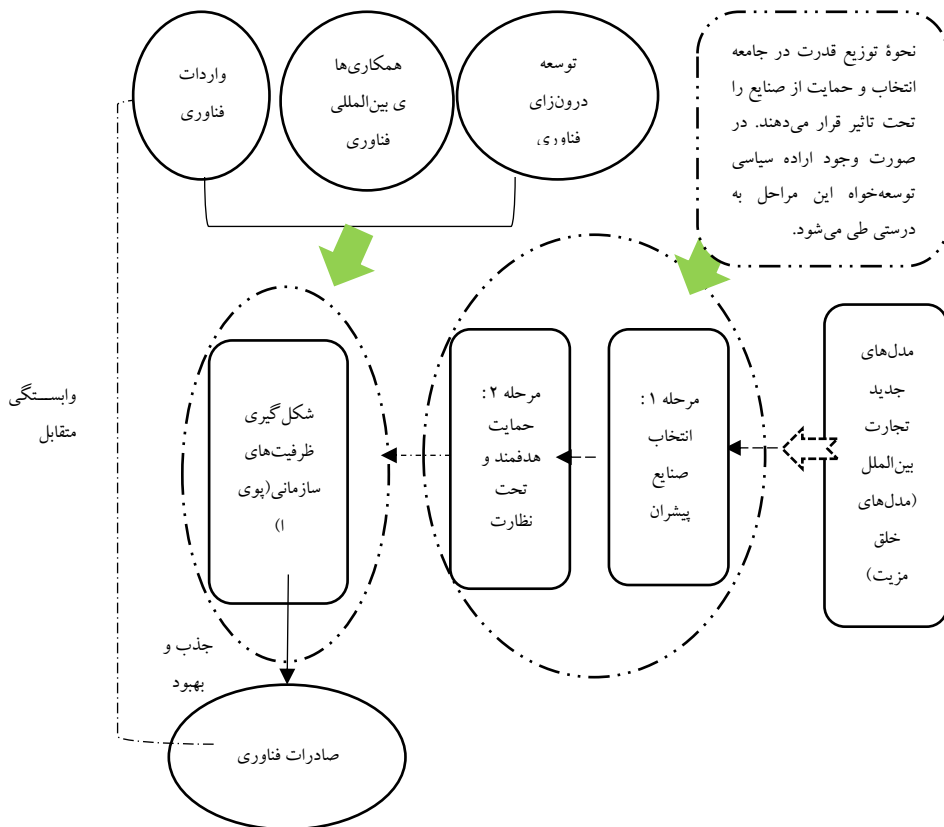 نحوۀ توزیع قدرت در جامعه
انتخاب و حمایت از صنایع را
تحت تاثیر قرار می‌دهند. در
صورت وجود اراده سیاسی
توسعه‌خواه این مراحل به
درستی طی می‌شود.
توسعه
درون‌زای
فناوری
همکاری‌ها
ی بین‌المللی
فناوری
واردات
فناوری
مدل‌های
جدید
تجارت
بین‌الملل
(مدل‌های
خلق
مزیت)
مرحله ۱:
انتخاب
صنایع
پیشران
مرحله ۲:
حمایت
هدفمند و
تحت
نظارت
شکل‌گیری
ظرفیت‌های
سازمانی(پوی
ا)
وابستگی
متقابل
جذب و
بهبود
صادرات فناوری